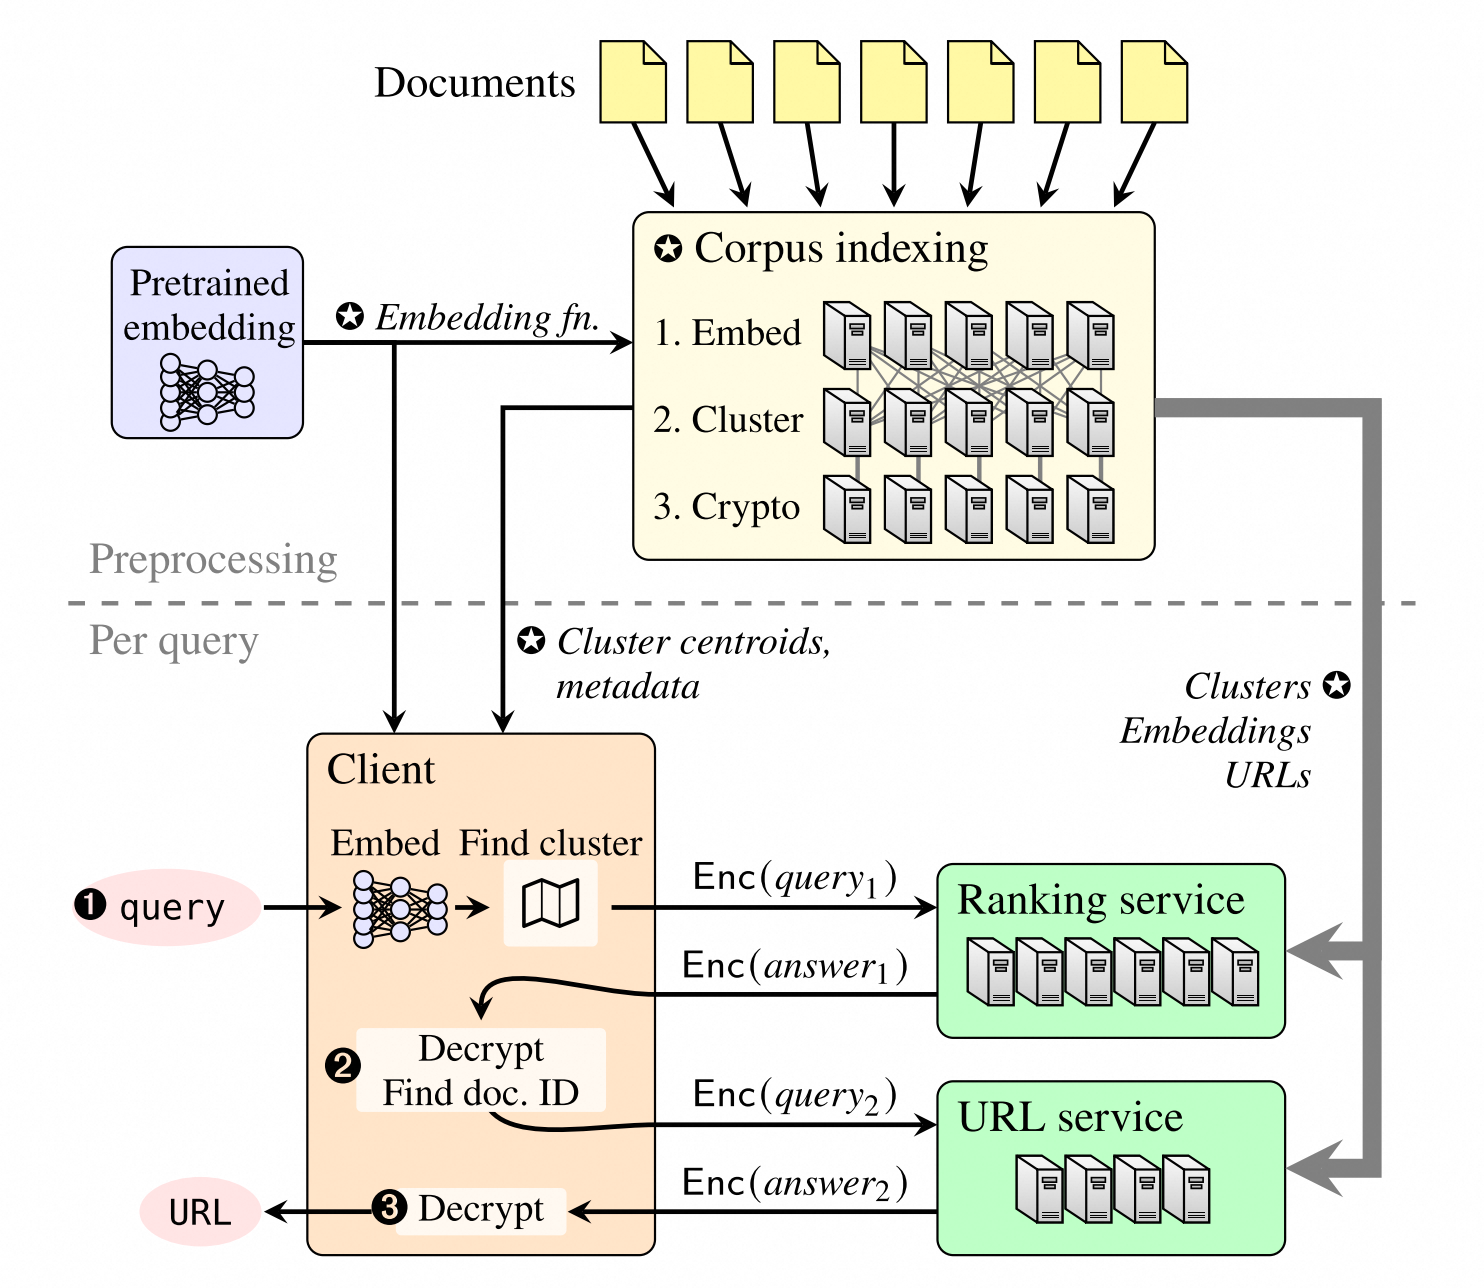 Documents
✪ Corpus indexing
Pretrained
embedding
✪ Embedding fn.
1. Embed
2. Cluster
3. Crypto
Preprocessing
Per query
✪ Cluster centroids,
metadata
Clusters ✪
Embeddings
URLs
Client
Embed Find cluster
❶ query
Enc(query₁)
Ranking service
Enc(answer₁)
❷ Decrypt
Find doc. ID
Enc(query₂)
URL service
Enc(answer₂)
❸ Decrypt
URL